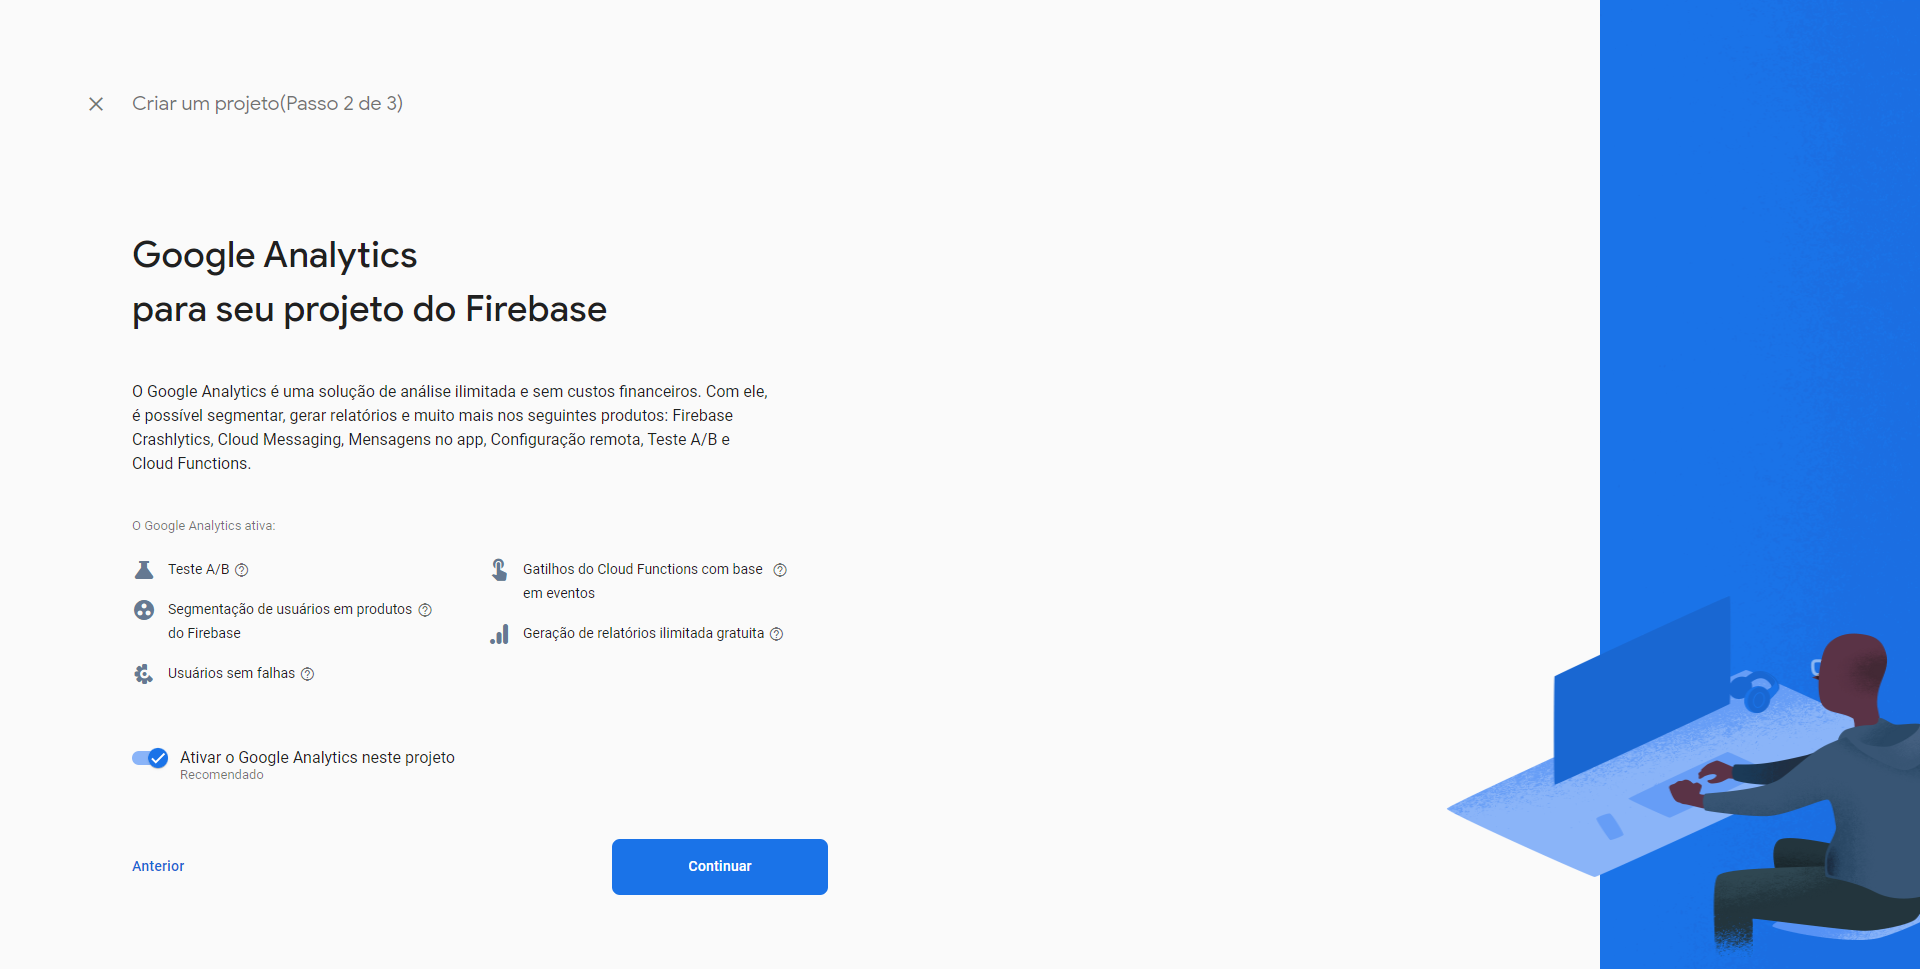 Criar um projeto(Passo 2 de 3)
Google Analytics
para seu projeto do Firebase
O Google Analytics é uma solução de análise ilimitada e sem custos financeiros. Com ele,
é possível segmentar, gerar relatórios e muito mais nos seguintes produtos: Firebase
Crashlytics, Cloud Messaging, Mensagens no app, Configuração remota, Teste A/B e
Cloud Functions.
O Google Analytics ativa:
Teste A/B
Segmentação de usuários em produtos
do Firebase
Usuários sem falhas
Gatilhos do Cloud Functions com base
em eventos
Geração de relatórios ilimitada gratuita
Ativar o Google Analytics neste projeto
Recomendado
Anterior
Continuar